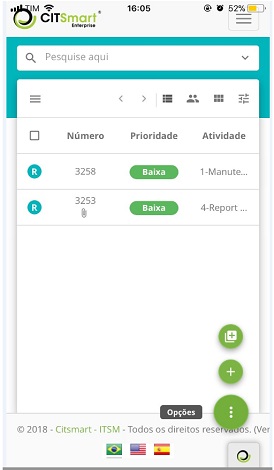 TIM 16:05 52%
CITSmart
Enterprise
Pesquise aqui
Número Prioridade Atividade
R 3258 Baixa 1-Manute...
R 3253 Baixa 4-Report ...
Opções
© 2018 - Citsmart - ITSM - Todos os direitos reservados. (Ver